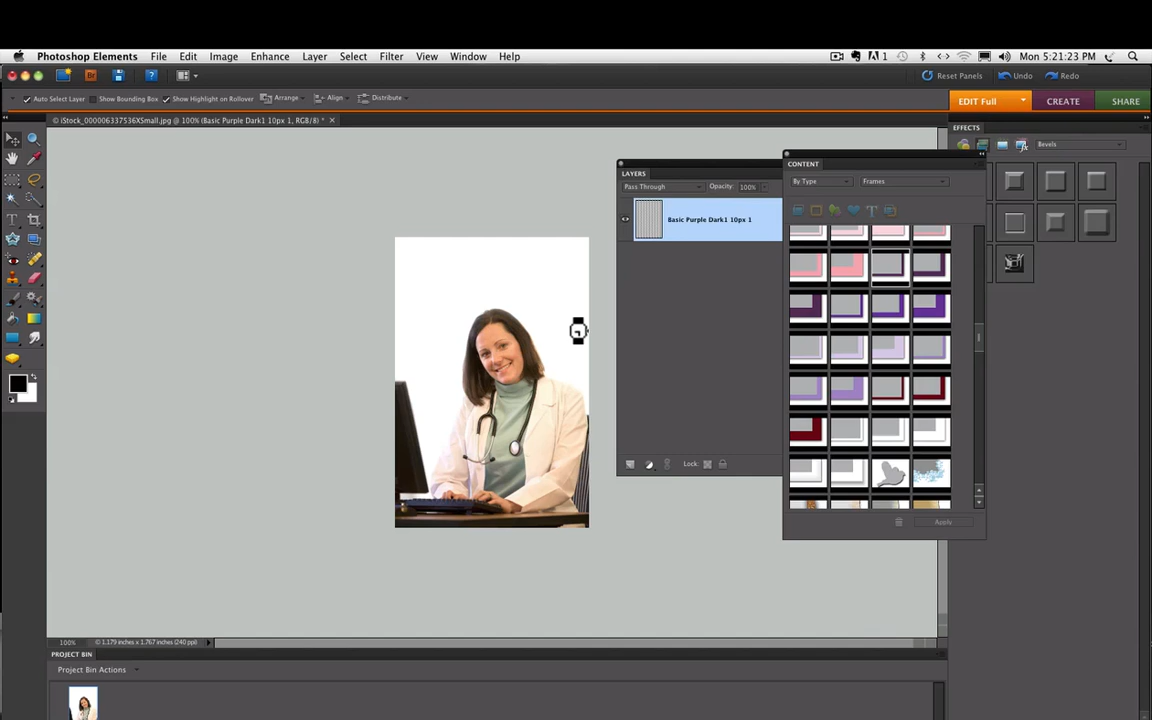 Photoshop Elements File Edit Image Enhance Layer Select Filter View Window Help 1 Mon 5:21:23 PM
Br ? Reset Panels Undo Redo
Auto Select Layer Show Bounding Box Show Highlight on Rollover Arrange Align Distribute EDIT Full CREATE SHARE
iStock_000006337536XSmall.jpg @ 100% (Basic Purple Dark1 10px 1, RGB/8) * EFFECTS
Bevels
CONTENT
LAYERS
By Type Frames
Pass Through Opacity: 100%
Basic Purple Dark1 10px 1
Lock:
Apply
100% 1.179 inches x 1.767 inches (240 ppi)
PROJECT BIN
Project Bin Actions